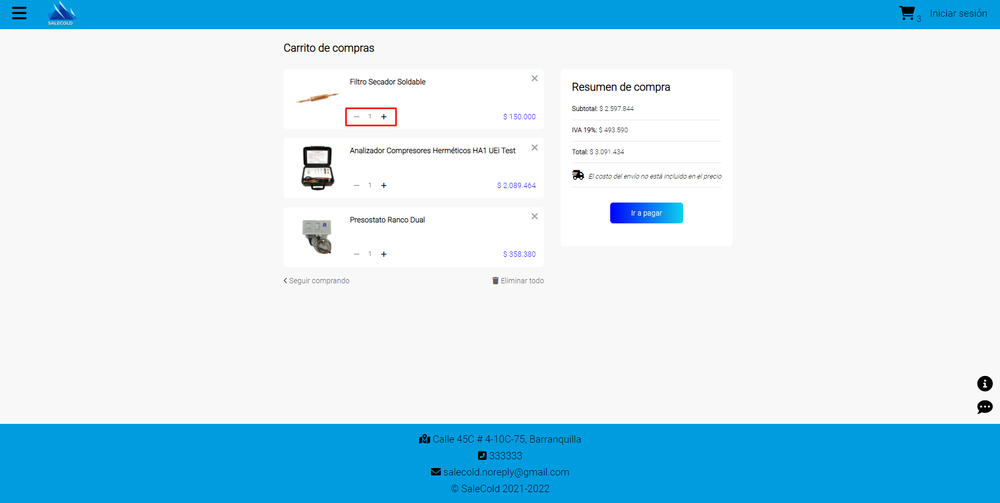 SALECOLD
3
Iniciar sesión
Carrito de compras
Filtro Secador Soldable
1
$ 150.000
Analizador Compresores Herméticos HA1 UEi Test
1
$ 2.089.464
Presostato Ranco Dual
1
$ 358.380
Seguir comprando
Eliminar todo
Resumen de compra
Subtotal: $ 2.597.844
IVA 19%: $ 493.590
Total: $ 3.091.434
El costo del envío no está incluido en el precio
Ir a pagar
Calle 45C # 4-10C-75, Barranquilla
333333
salecold.noreply@gmail.com
© SaleCold 2021-2022